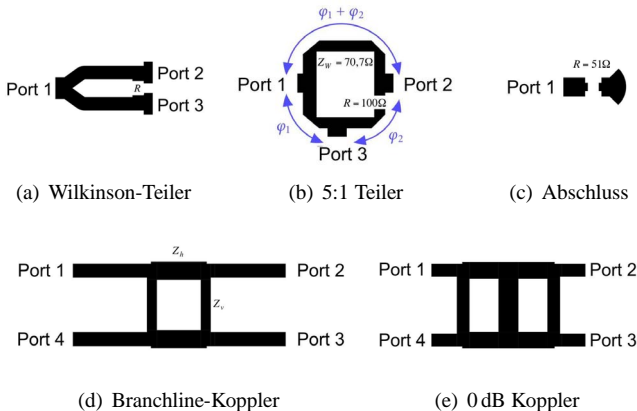 φ₁ + φ₂
Z_W = 70,7Ω
R = 51Ω
Port 1
R
Port 2
Port 3
Port 1
Port 2
R = 100Ω
φ₁
φ₂
Port 3
Port 1
(a) Wilkinson-Teiler
(b) 5:1 Teiler
(c) Abschluss
Z_h
Port 1
Port 2
Z_v
Port 4
Port 3
Port 1
Port 2
Port 4
Port 3
(d) Branchline-Koppler
(e) 0 dB Koppler